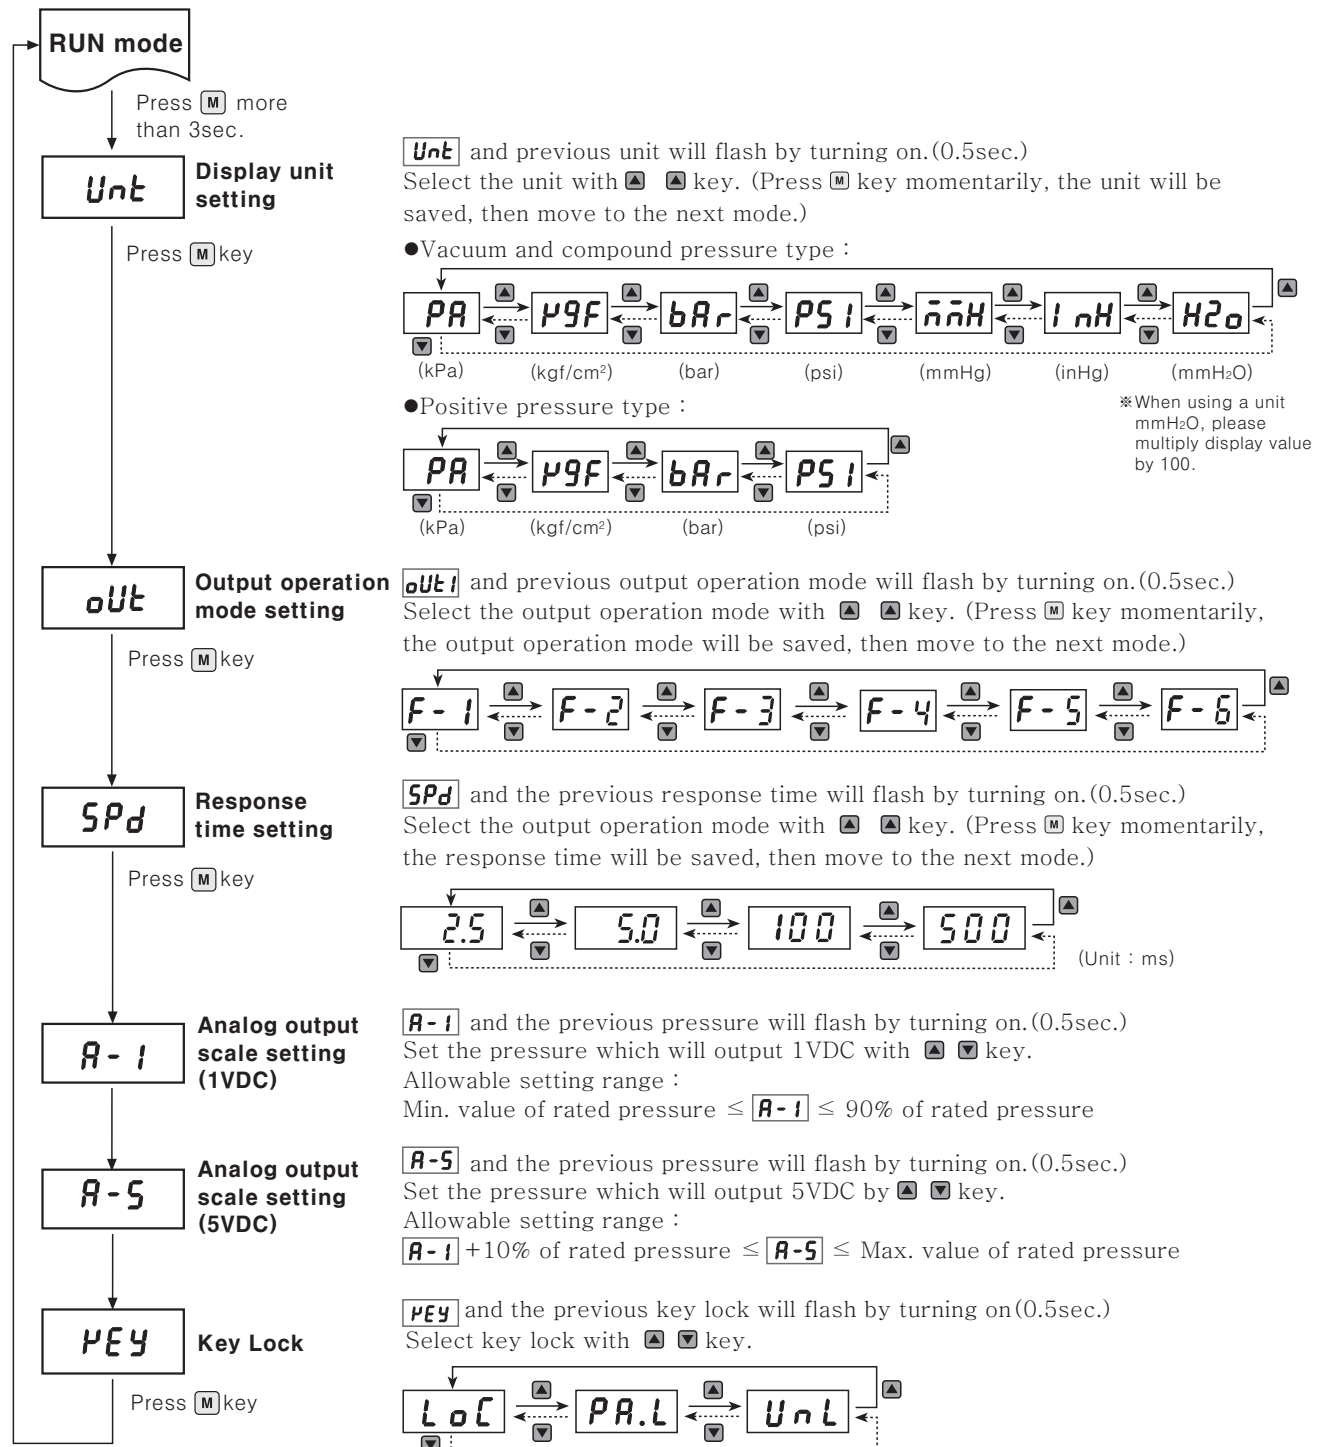 RUN mode
Press M more
than 3sec.
Unt
Display unit
setting
Unt and previous unit will flash by turning on.(0.5sec.)
Select the unit with ▲ ▲ key. (Press M key momentarily, the unit will be
saved, then move to the next mode.)
Press M key
●Vacuum and compound pressure type :
▲ ▲ ▲ ▲ ▲ ▲ ▲
PA KgF bAr PSI mmH InH H2o
▼ ▼ ▼ ▼ ▼ ▼ ▼
(kPa) (kgf/cm²) (bar) (psi) (mmHg) (inHg) (mmH₂O)
●Positive pressure type :
※When using a unit
mmH₂O, please
multiply display value
by 100.
▲ ▲ ▲ ▲
PA KgF bAr PSI
▼ ▼ ▼ ▼
(kPa) (kgf/cm²) (bar) (psi)
oUt
Output operation
mode setting
oUt1 and previous output operation mode will flash by turning on.(0.5sec.)
Select the output operation mode with ▲ ▲ key. (Press M key momentarily,
the output operation mode will be saved, then move to the next mode.)
Press M key
▲ ▲ ▲ ▲ ▲ ▲
F-1 F-2 F-3 F-4 F-5 F-6
▼ ▼ ▼ ▼ ▼ ▼
SPd
Response
time setting
SPd and the previous response time will flash by turning on.(0.5sec.)
Select the output operation mode with ▲ ▲ key. (Press M key momentarily,
the response time will be saved, then move to the next mode.)
Press M key
▲ ▲ ▲ ▲
2.5 5.0 100 500
▼ ▼ ▼ ▼
(Unit : ms)
A-1
Analog output
scale setting
(1VDC)
A-1 and the previous pressure will flash by turning on.(0.5sec.)
Set the pressure which will output 1VDC with ▲ ▼ key.
Allowable setting range :
Min. value of rated pressure ≤ A-1 ≤ 90% of rated pressure
A-5
Analog output
scale setting
(5VDC)
A-5 and the previous pressure will flash by turning on.(0.5sec.)
Set the pressure which will output 5VDC by ▲ ▼ key.
Allowable setting range :
A-1 +10% of rated pressure ≤ A-5 ≤ Max. value of rated pressure
KEY
Key Lock
KEY and the previous key lock will flash by turning on(0.5sec.)
Select key lock with ▲ ▼ key.
Press M key
▲ ▲ ▲
LoC PA.L UnL
▼ ▼ ▼